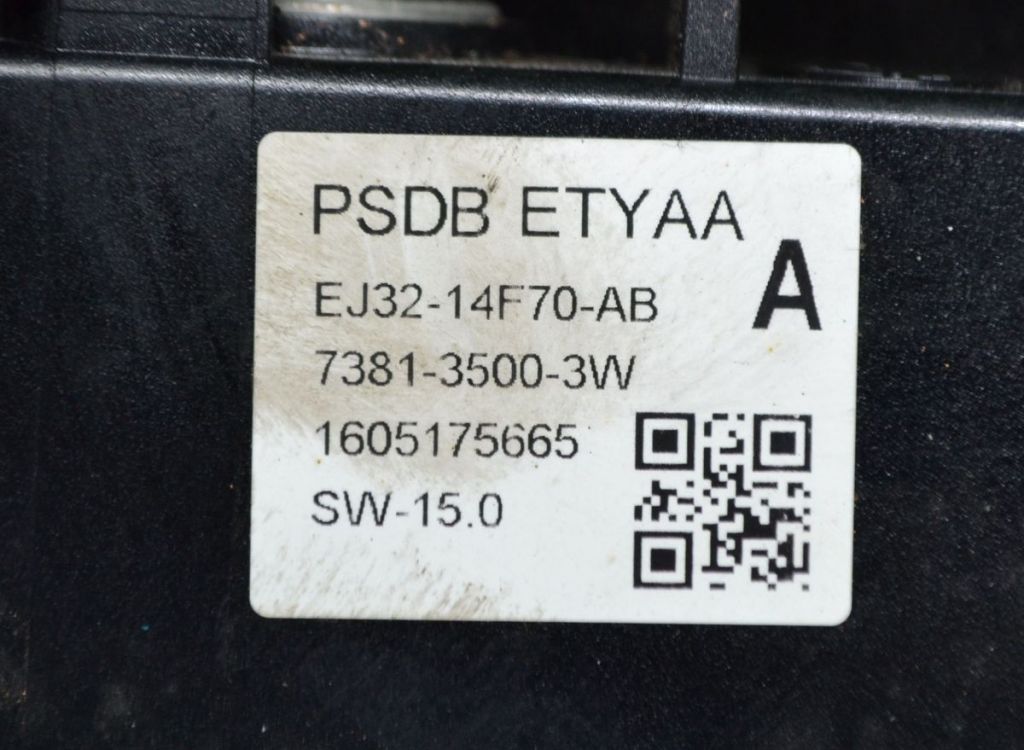 PSDB ETYAA
A
EJ32-14F70-AB
7381-3500-3W
1605175665
SW-15.0